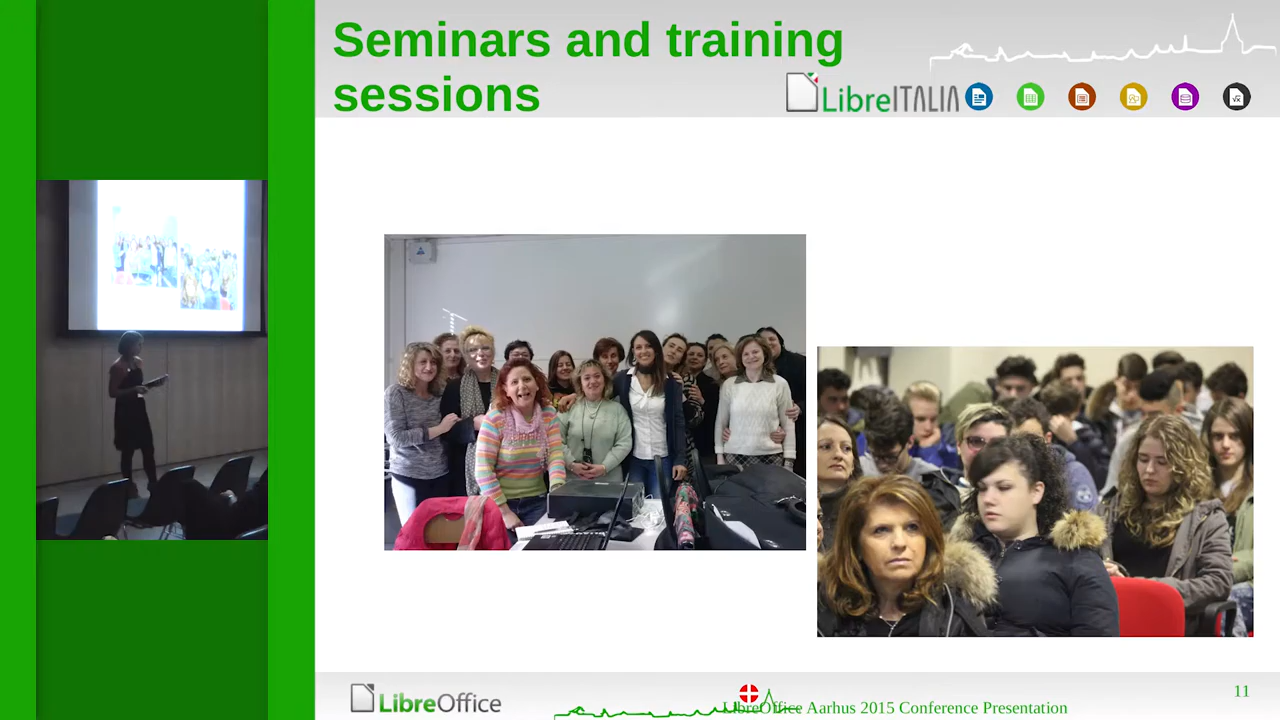 Seminars and training
sessions
LibreITALIA
LibreOffice
LibreOffice Aarhus 2015 Conference Presentation
11